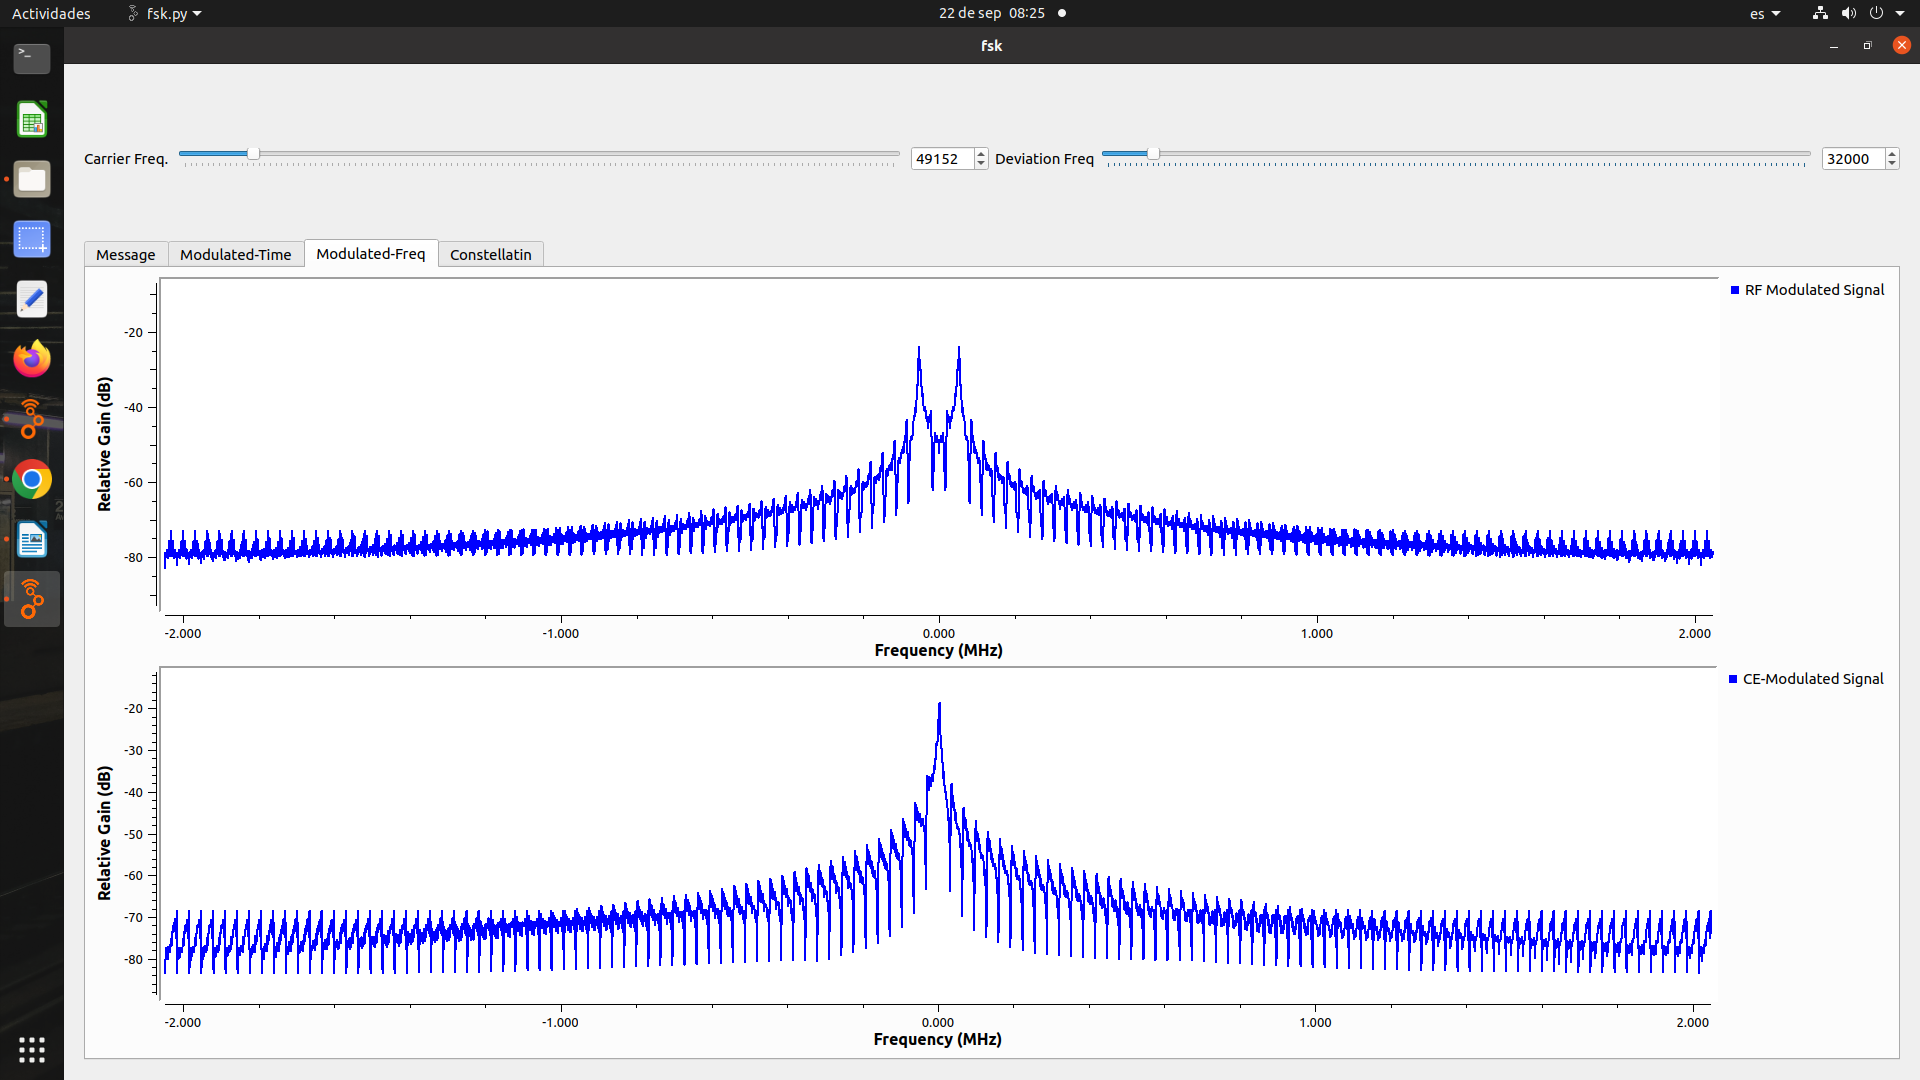 Actividades fsk.py 22 de sep 08:25 es
fsk
Carrier Freq. 49152 Deviation Freq 32000
Message Modulated-Time Modulated-Freq Constellatin
RF Modulated Signal
Relative Gain (dB)
-20
-40
-60
-80
-2.000 -1.000 0.000 1.000 2.000
Frequency (MHz)
CE-Modulated Signal
Relative Gain (dB)
-20
-30
-40
-50
-60
-70
-80
-2.000 -1.000 0.000 1.000 2.000
Frequency (MHz)